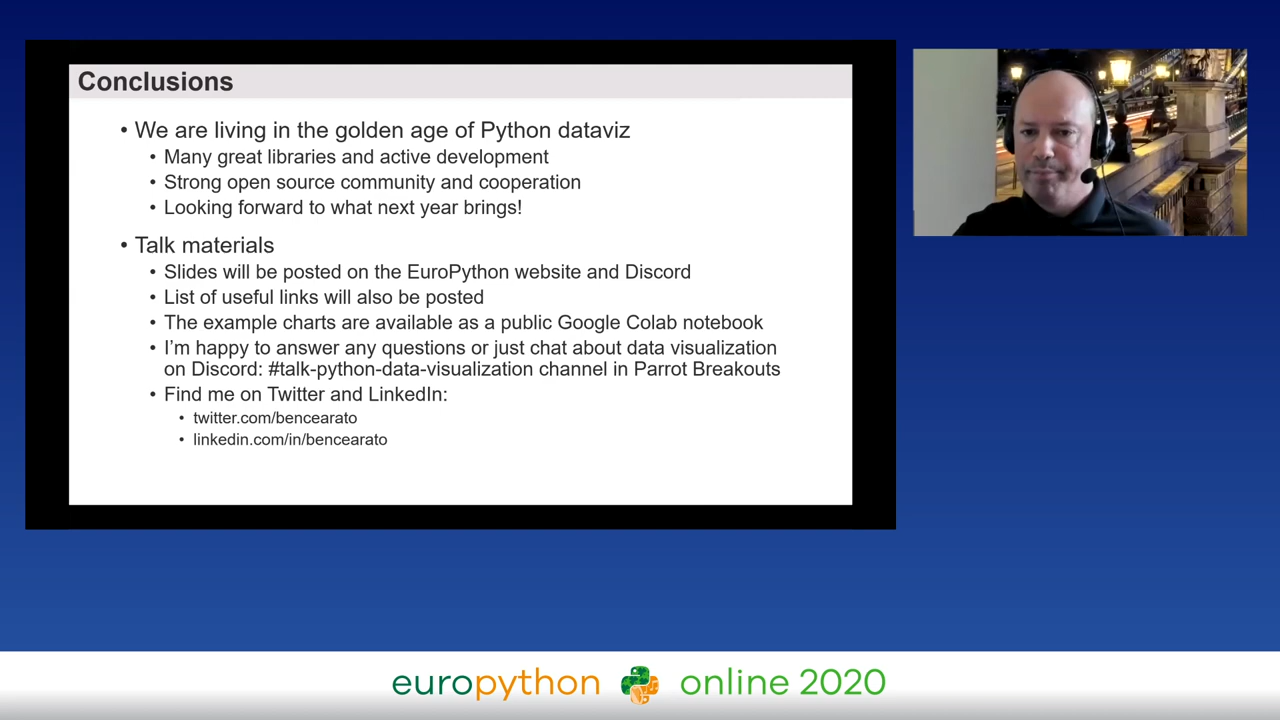 Conclusions
• We are living in the golden age of Python dataviz
• Many great libraries and active development
• Strong open source community and cooperation
• Looking forward to what next year brings!
• Talk materials
• Slides will be posted on the EuroPython website and Discord
• List of useful links will also be posted
• The example charts are available as a public Google Colab notebook
• I'm happy to answer any questions or just chat about data visualization
on Discord: #talk-python-data-visualization channel in Parrot Breakouts
• Find me on Twitter and LinkedIn:
• twitter.com/bencearato
• linkedin.com/in/bencearato
europython online 2020